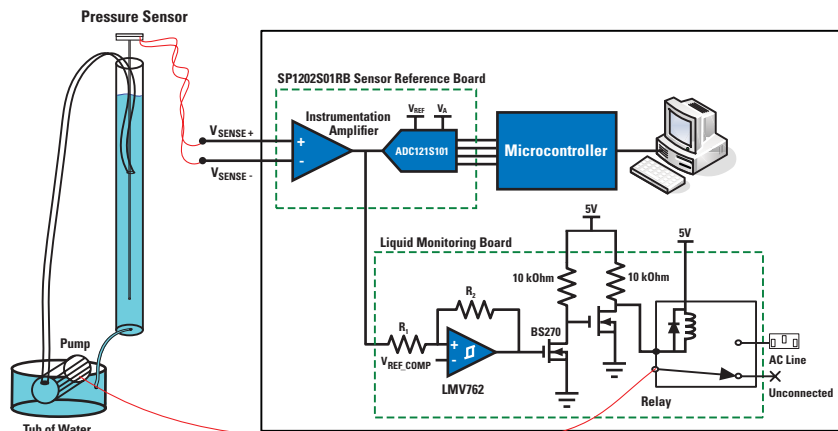 Pressure Sensor
SP1202S01RB Sensor Reference Board
Instrumentation
Amplifier
VREF
VA
VSENSE+
+
-
VSENSE-
ADC121S101
Microcontroller
5V
Liquid Monitoring Board
5V
10 kOhm
10 kOhm
R2
R1
BS270
+
-
VREF_COMP
LMV762
Pump
AC Line
Unconnected
Relay
Tub of Water